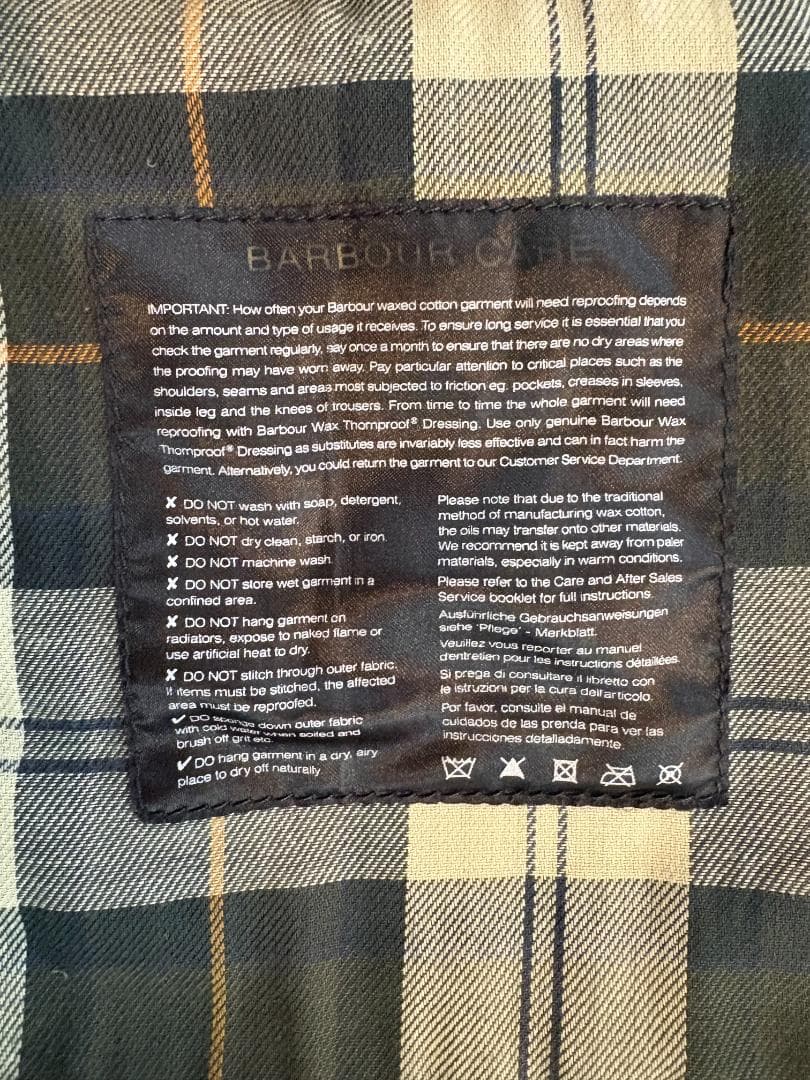 BARBOUR CARE
IMPORTANT: How often your Barbour waxed cotton garment will need reproofing depends
on the amount and type of usage it receives. To ensure long service it is essential that you
check the garment regularly, say once a month to ensure that there are no dry areas where
the proofing may have worn away. Pay particular attention to critical places such as the
shoulders, seams and areas most subjected to friction eg. pockets, creases in sleeves,
inside leg and the knees of trousers. From time to time the whole garment will need
reproofing with Barbour Wax Thornproof® Dressing. Use only genuine Barbour Wax
Thornproof® Dressing as substitutes are invariably less effective and can in fact harm the
garment. Alternatively, you could return the garment to our Customer Service Department.
✘ DO NOT wash with soap, detergent,
solvents, or hot water.
✘ DO NOT dry clean, starch, or iron.
✘ DO NOT machine wash.
✘ DO NOT store wet garment in a
confined area.
✘ DO NOT hang garment on
radiators, expose to naked flame or
use artificial heat to dry.
✘ DO NOT stitch through outer fabric.
If items must be stitched, the affected
area must be reproofed.
✔ DO sponge down outer fabric
with cold water when soiled and
brush off grit etc.
✔ DO hang garment in a dry, airy
place to dry off naturally
Please note that due to the traditional
method of manufacturing wax cotton,
the oils may transfer onto other materials.
We recommend it is kept away from paler
materials, especially in warm conditions.
Please refer to the Care and After Sales
Service booklet for full instructions.
Ausführliche Gebrauchsanweisungen
siehe 'Pflege' - Merkblatt.
Veuillez vous reporter au manuel
d'entretien pour les instructions détaillées.
Si prega di consultare il libretto con
le istruzioni per la cura dell'articolo.
Por favor, consulte el manual de
cuidados de las prenda para ver las
instrucciones detalladamente.